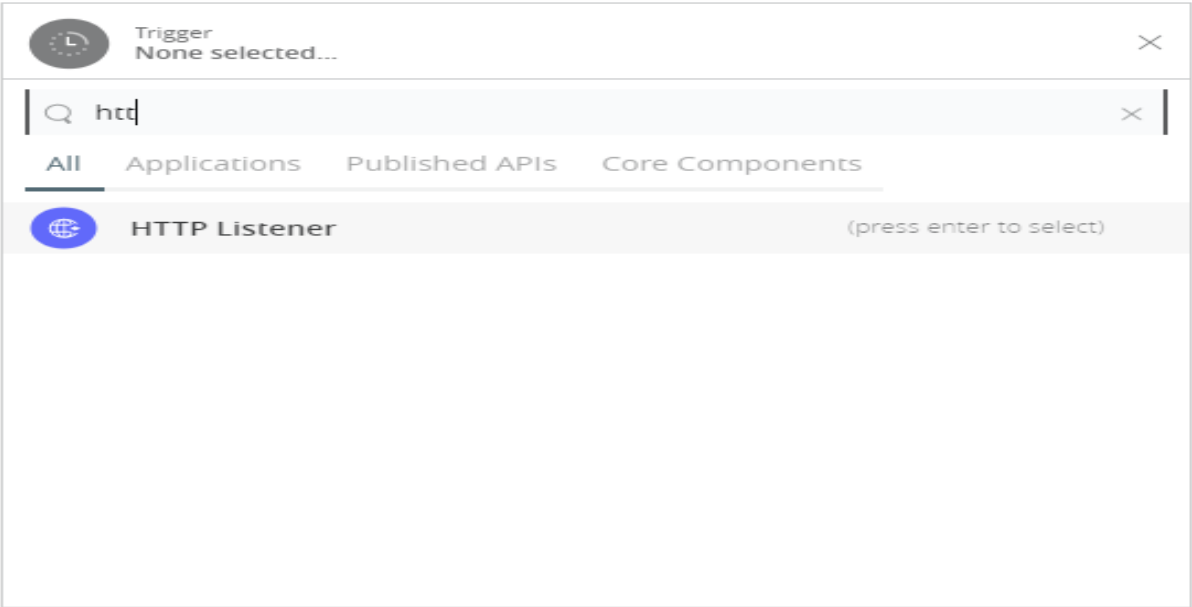 Trigger
None selected...
htt
All Applications Published APIs Core Components
HTTP Listener (press enter to select)